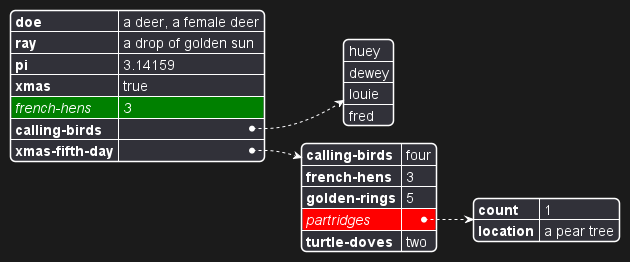 doe a deer, a female deer
ray a drop of golden sun
pi 3.14159
xmas true
french-hens 3
calling-birds
xmas-fifth-day
huey
dewey
louie
fred
calling-birds four
french-hens 3
golden-rings 5
partridges
turtle-doves two
count 1
location a pear tree